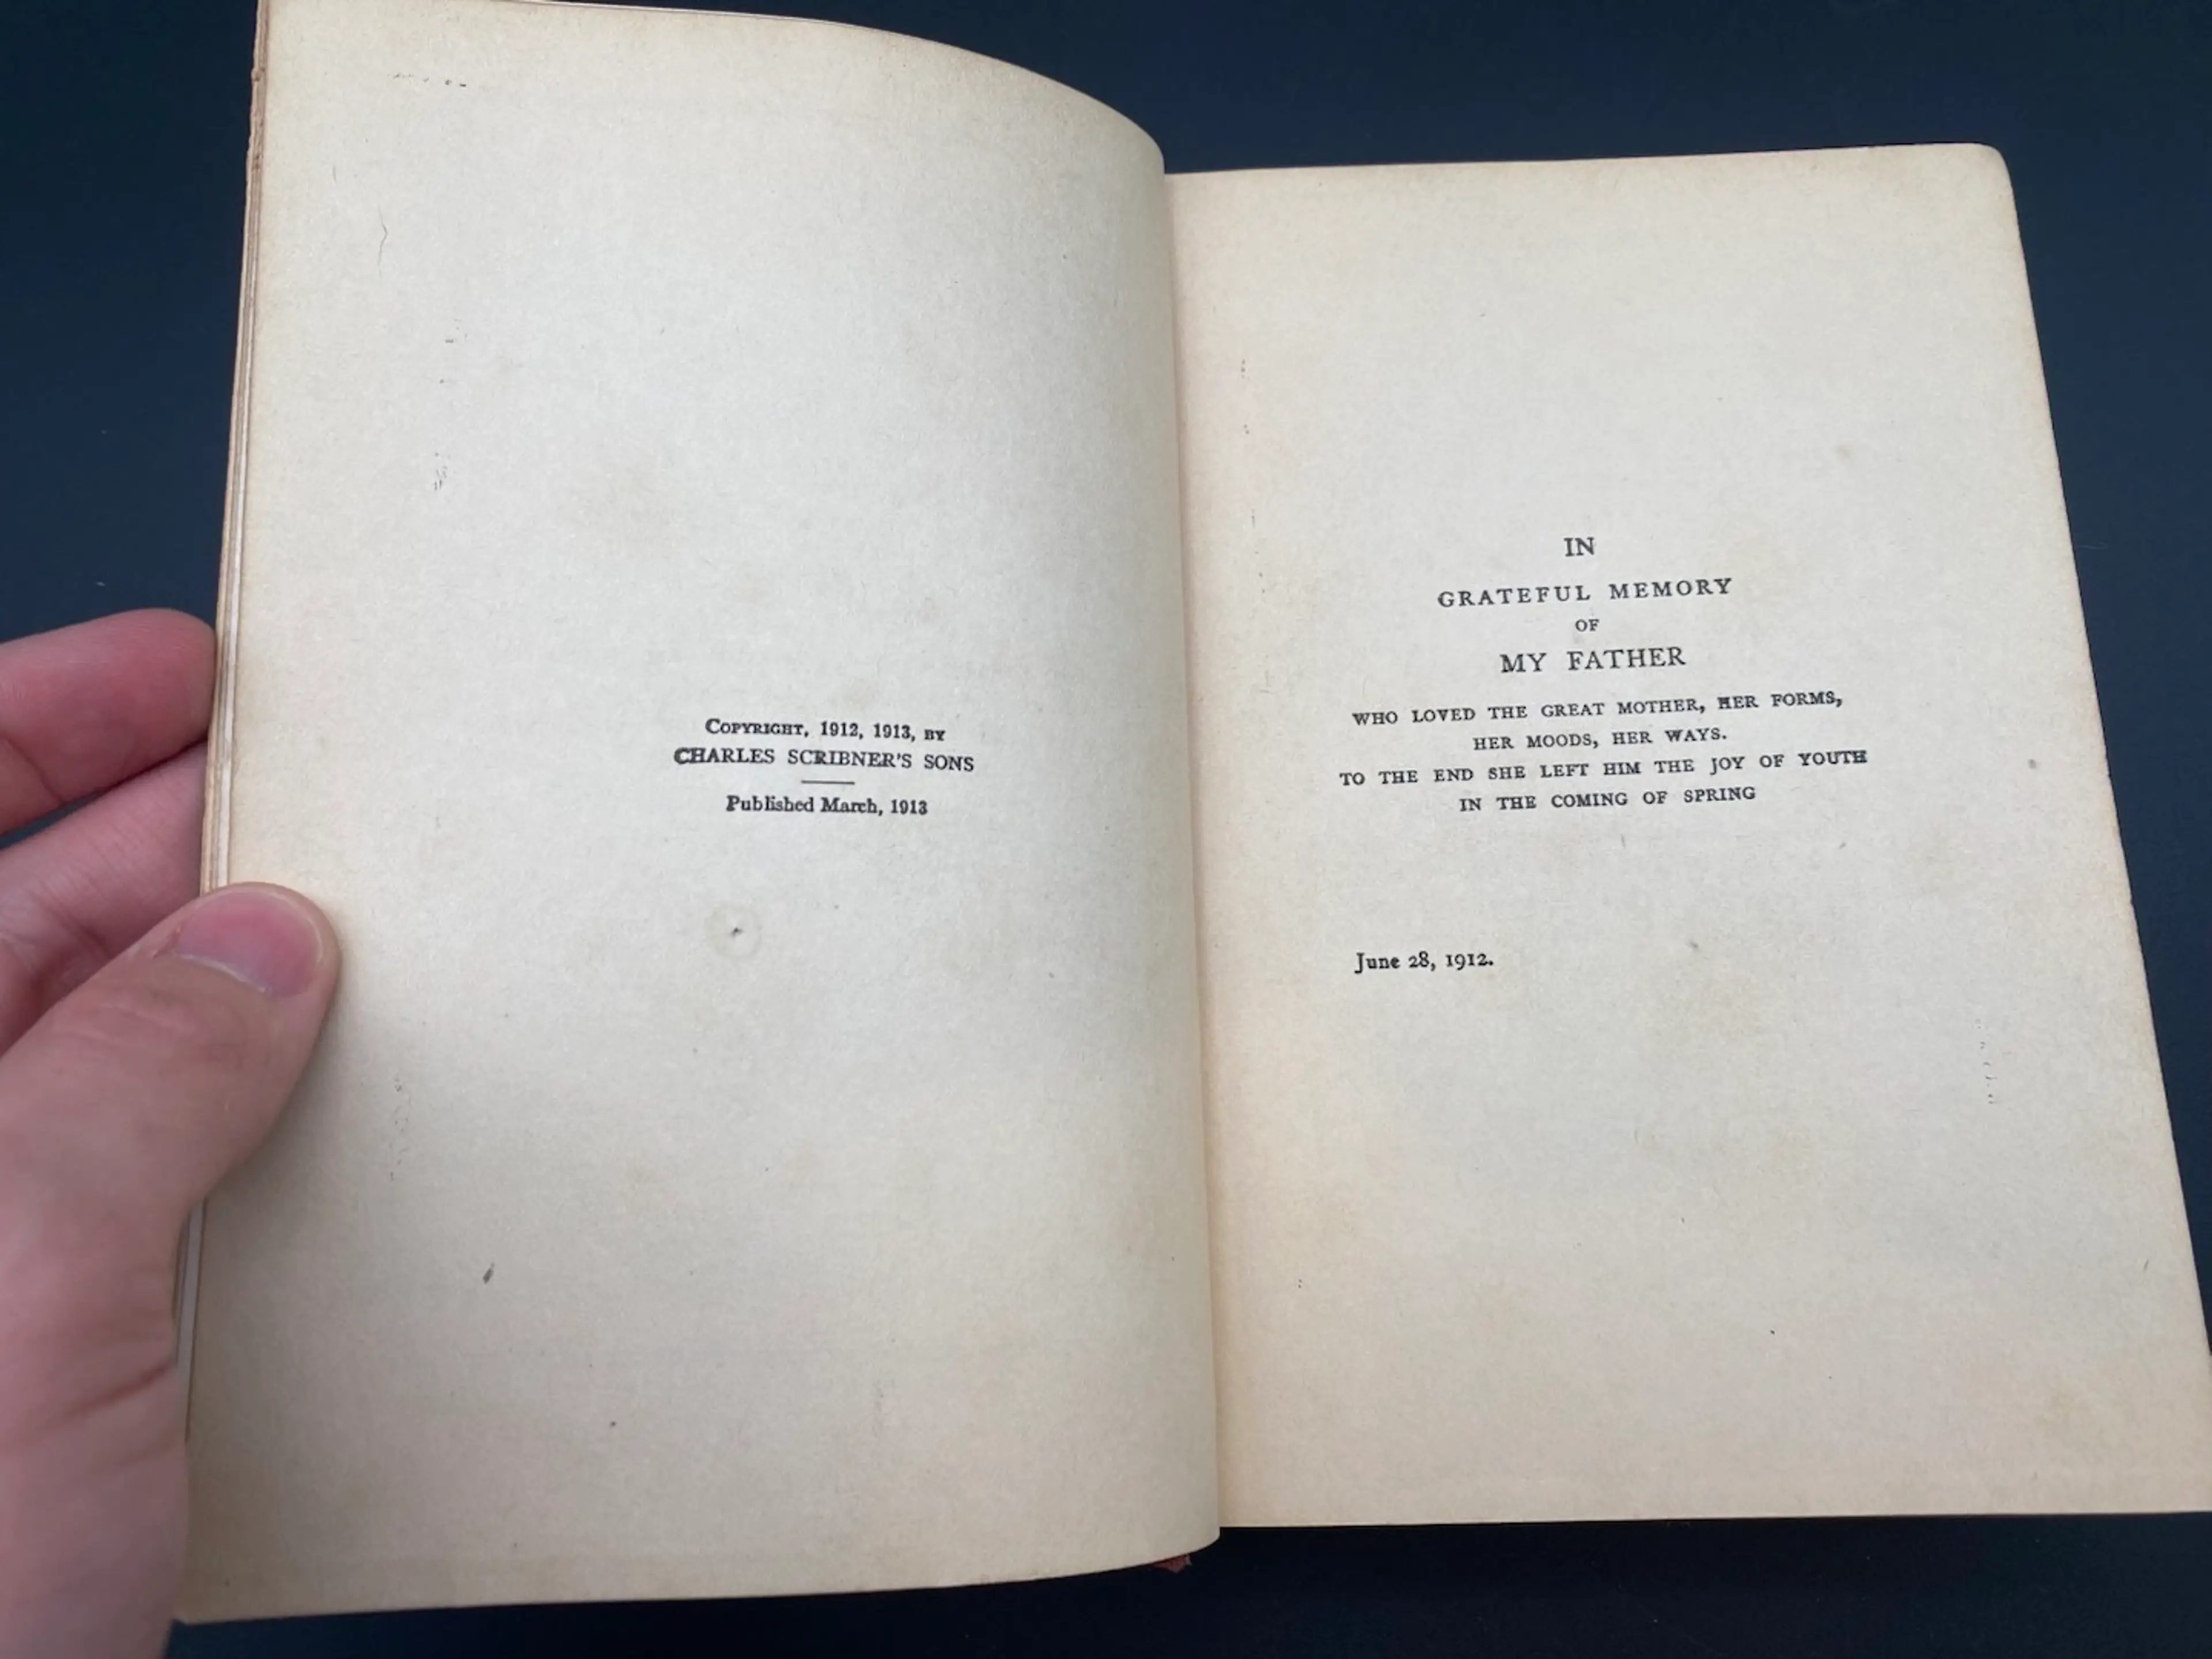 COPYRIGHT, 1912, 1913, BY
CHARLES SCRIBNER'S SONS
Published March, 1913
IN
GRATEFUL MEMORY
OF
MY FATHER
WHO LOVED THE GREAT MOTHER, HER FORMS,
HER MOODS, HER WAYS.
TO THE END SHE LEFT HIM THE JOY OF YOUTH
IN THE COMING OF SPRING
June 28, 1912.